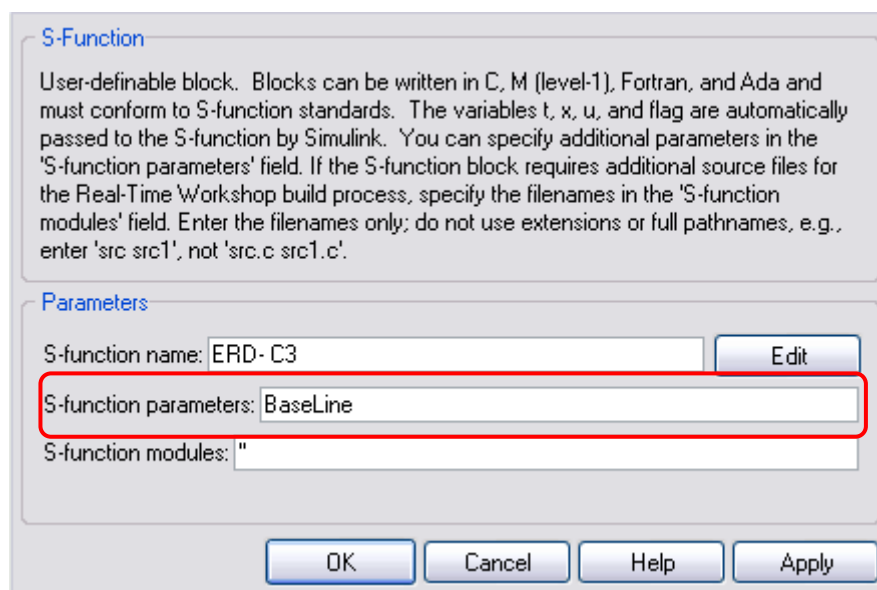 S-Function
User-definable block.  Blocks can be written in C, M (level-1), Fortran, and Ada and
must conform to S-function standards.  The variables t, x, u, and flag are automatically
passed to the S-function by Simulink.  You can specify additional parameters in the
'S-function parameters' field. If the S-function block requires additional source files for
the Real-Time Workshop build process, specify the filenames in the 'S-function
modules' field. Enter the filenames only; do not use extensions or full pathnames, e.g.,
enter 'src src1', not 'src.c src1.c'.
Parameters
S-function name: ERD- C3 Edit
S-function parameters: BaseLine
S-function modules: ''
OK Cancel Help Apply